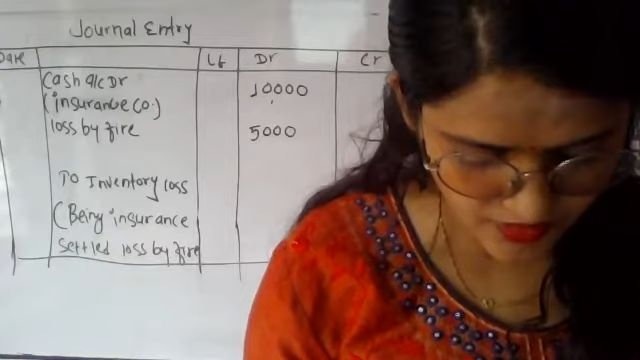 Journal Entry
Date Lf Dr Cr
Cash a/c Dr 10000
(insurance co.)
loss by fire 5000
To Inventory loss
(Being insurance
settled loss by fire